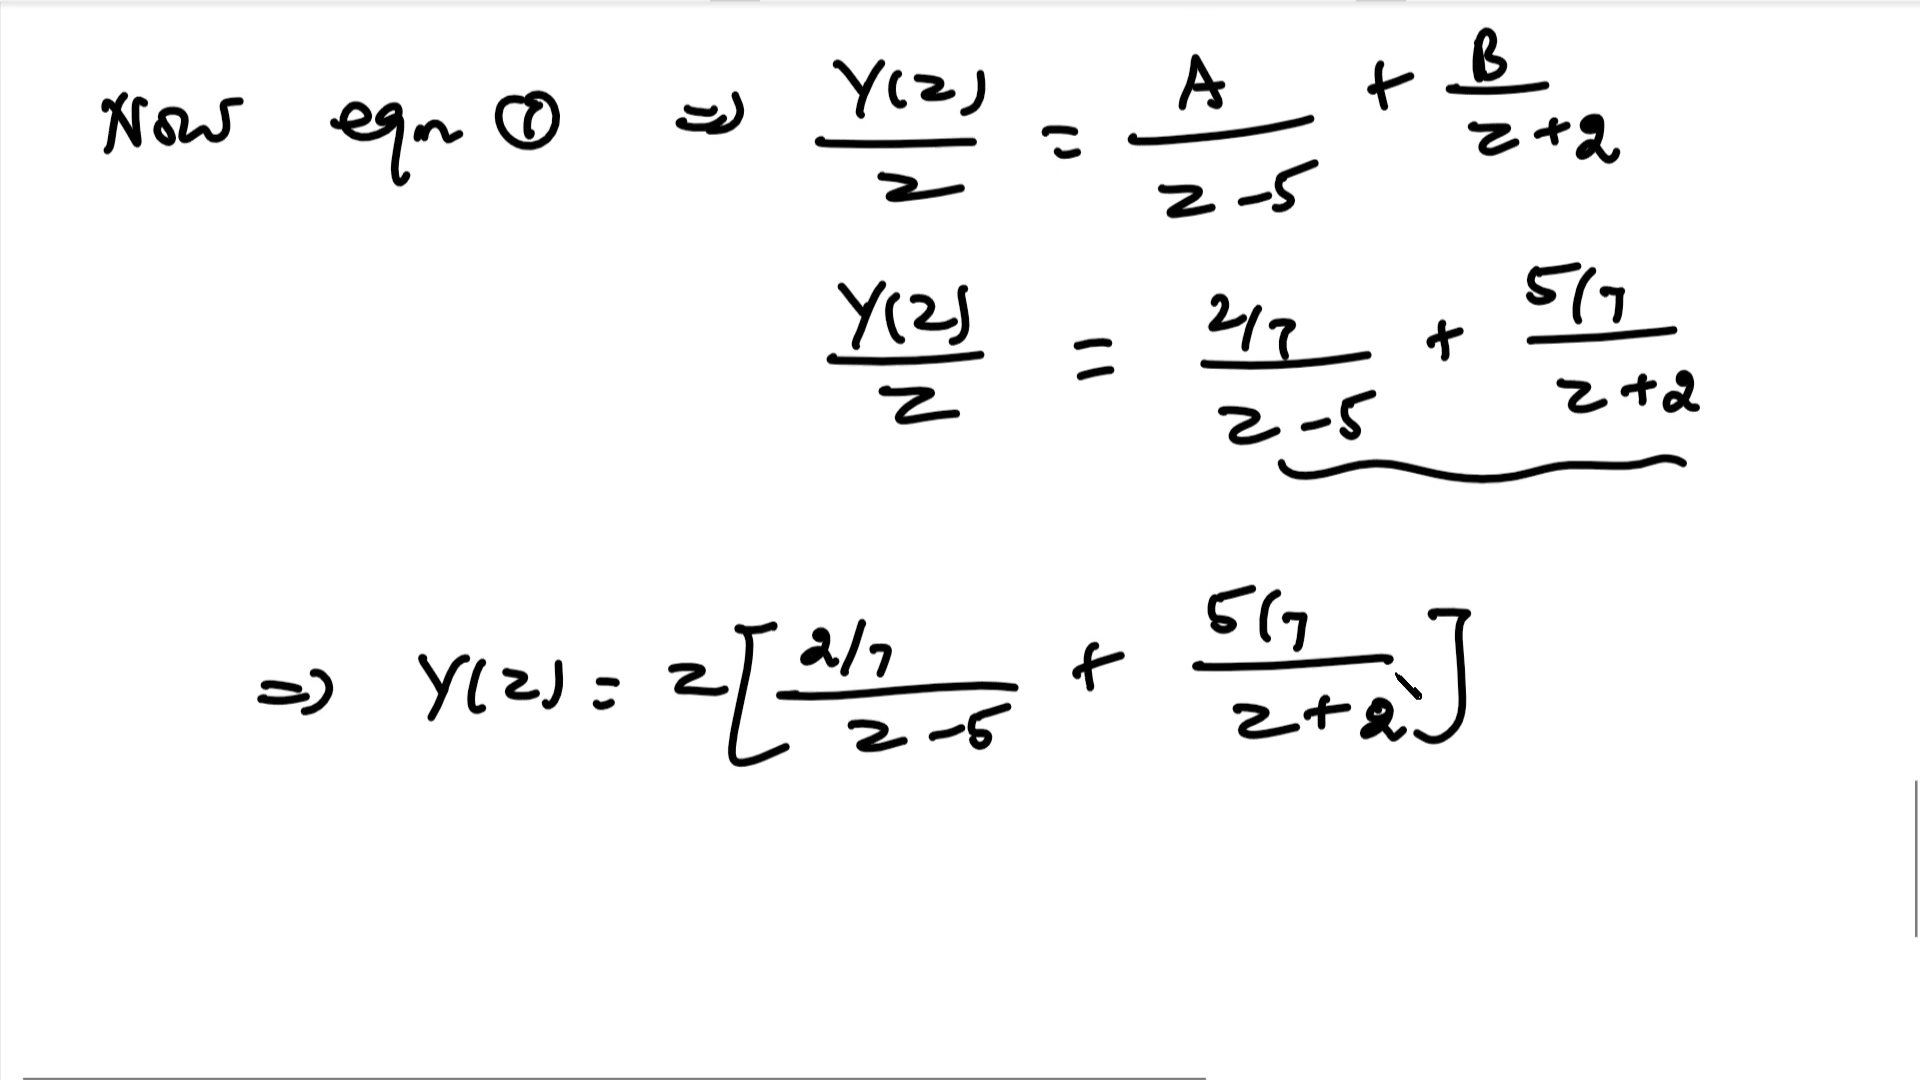 Now eqn ① ⇒ Y(z)/z = A/(z-5) + B/(z+2)
Y(z)/z = (2/7)/(z-5) + (5/7)/(z+2)
⇒ Y(z) = z[(2/7)/(z-5) + (5/7)/(z+2)]